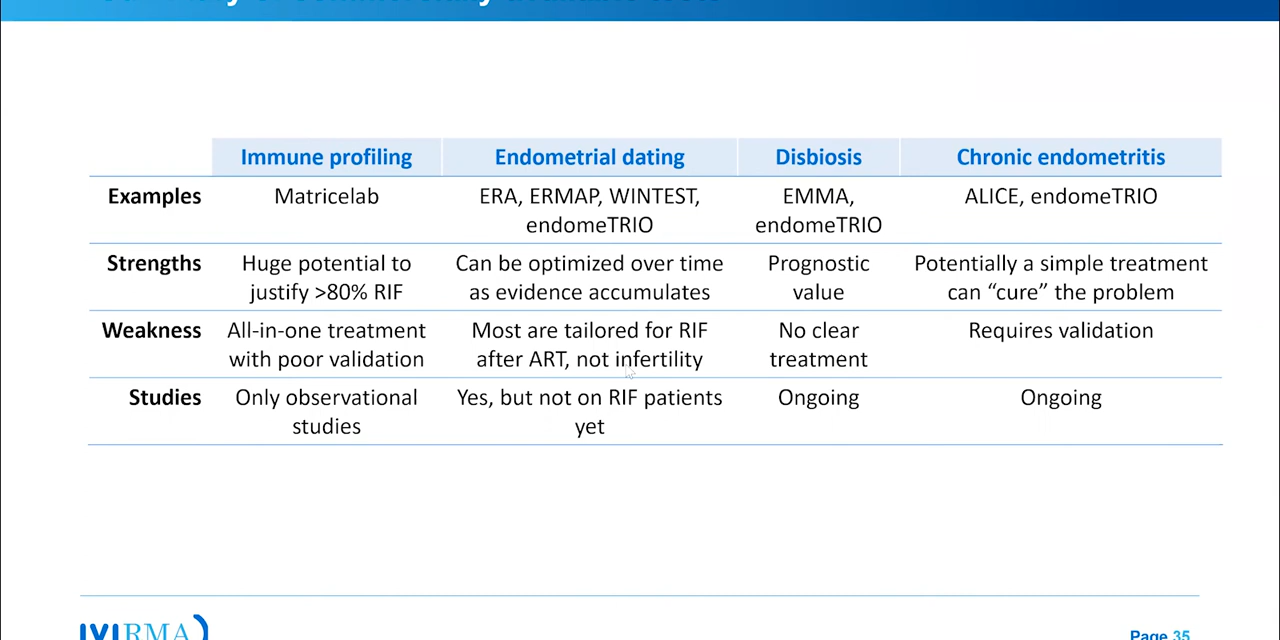 Immune profiling Endometrial dating Disbiosis Chronic endometritis
Examples Matricelab ERA, ERMAP, WINTEST, EMMA, ALICE, endomeTRIO
endomeTRIO endomeTRIO
Strengths Huge potential to Can be optimized over time Prognostic Potentially a simple treatment
justify >80% RIF as evidence accumulates value can “cure” the problem
Weakness All-in-one treatment Most are tailored for RIF No clear Requires validation
with poor validation after ART, not infertility treatment
Studies Only observational Yes, but not on RIF patients Ongoing Ongoing
studies yet
IVIRMA
Page 35